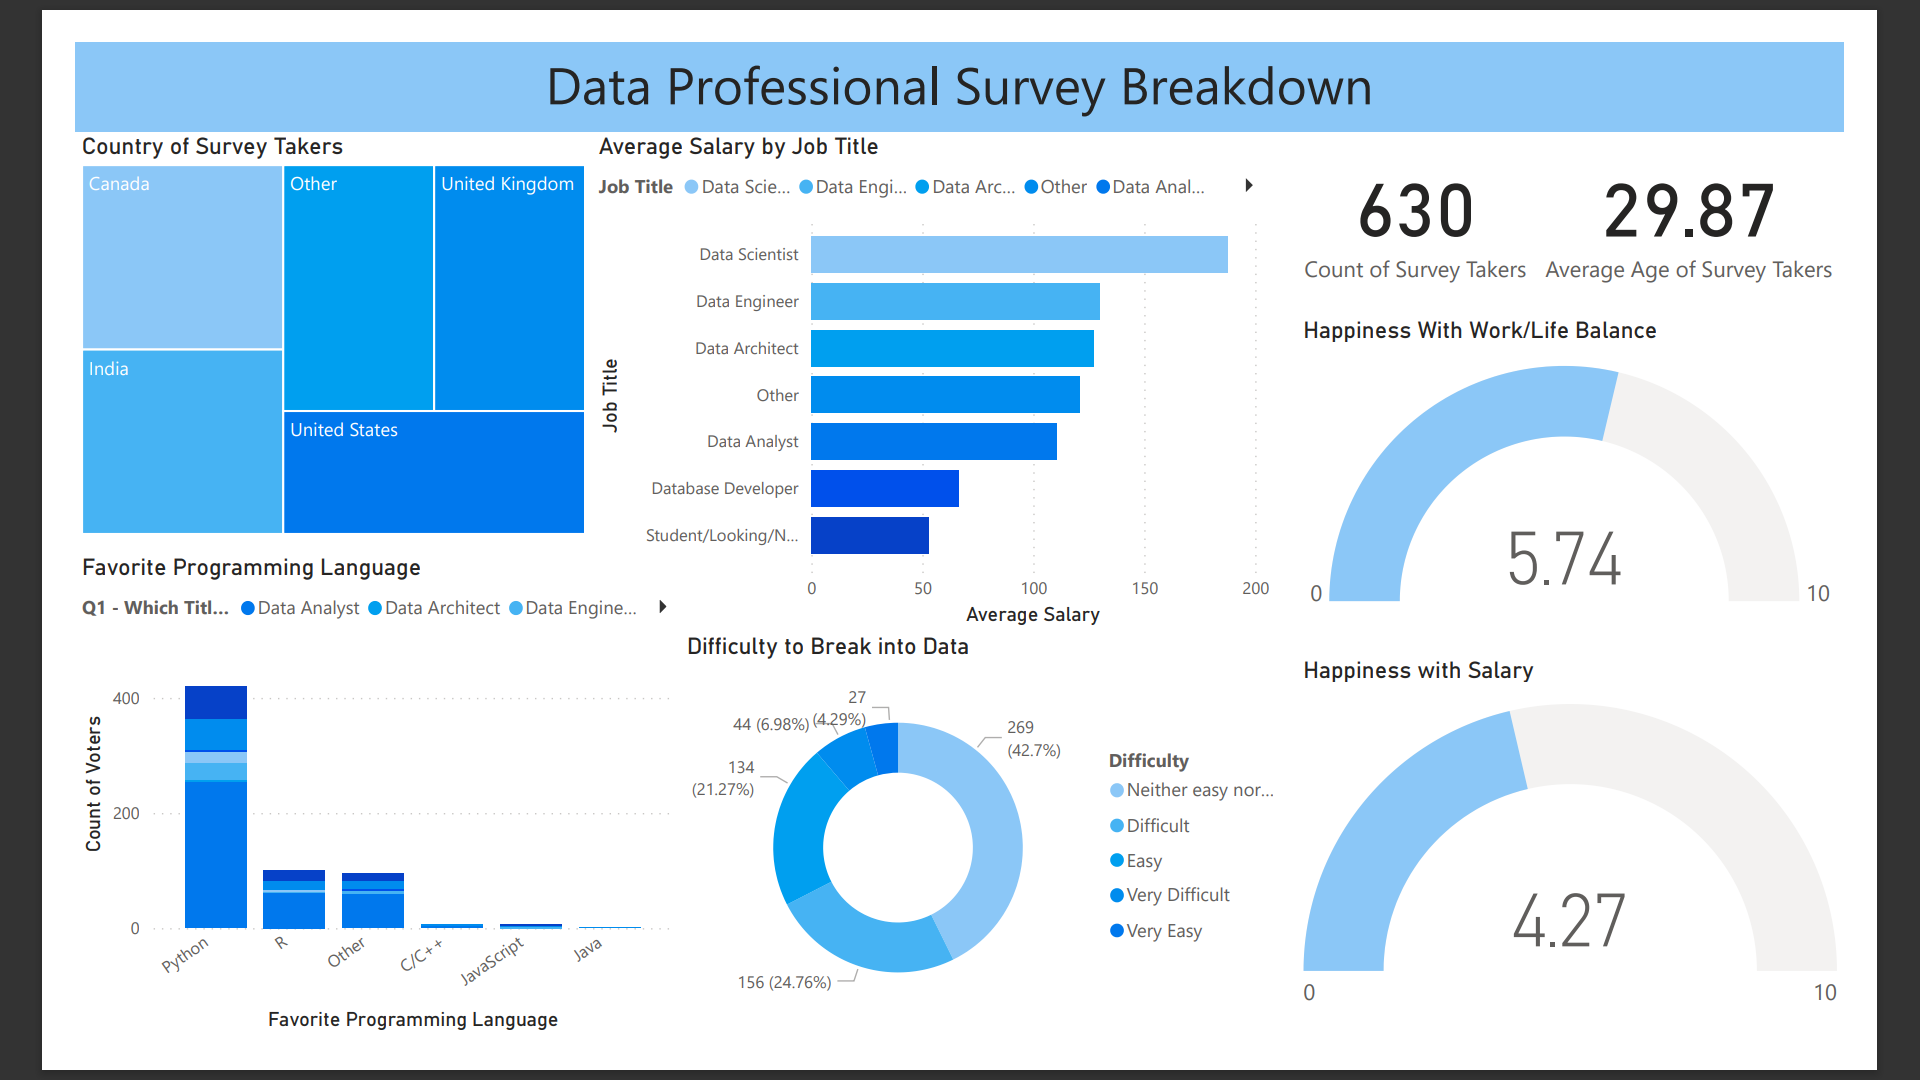 Data Professional Survey Breakdown
Country of Survey Takers
Canada
Other
United Kingdom
India
United States
Average Salary by Job Title
Job Title Data Scie... Data Engi... Data Arc... Other Data Anal...
Job Title
Data Scientist
Data Engineer
Data Architect
Other
Data Analyst
Database Developer
Student/Looking/N...
0 50 100 150 200
Average Salary
630
Count of Survey Takers
29.87
Average Age of Survey Takers
Happiness With Work/Life Balance
5.74
0 10
Favorite Programming Language
Q1 - Which Titl... Data Analyst Data Architect Data Engine...
Count of Voters
400
200
0
Python R Other C/C++ JavaScript Java
Favorite Programming Language
Difficulty to Break into Data
27
(4.29%)
44 (6.98%)
269
(42.7%)
134
(21.27%)
156 (24.76%)
Difficulty
Neither easy nor...
Difficult
Easy
Very Difficult
Very Easy
Happiness with Salary
4.27
0 10